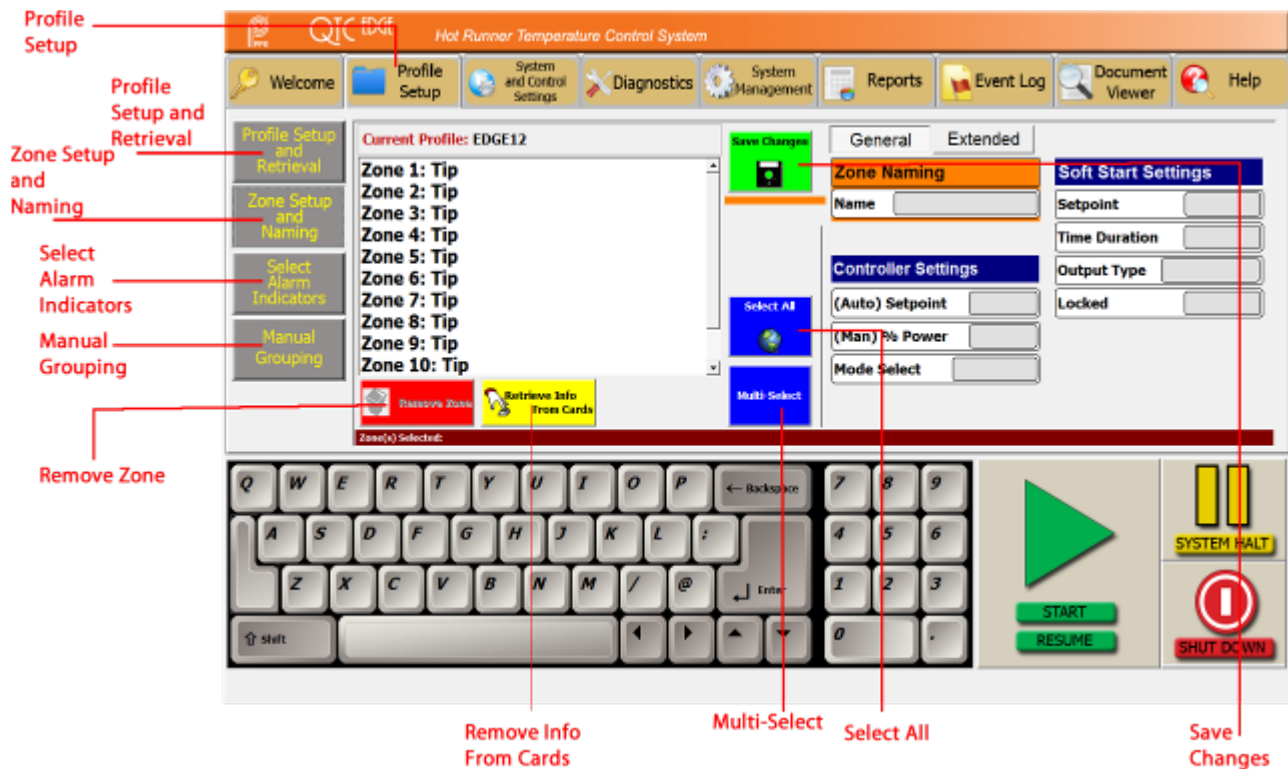 Profile
Setup
Profile
Setup and
Retrieval
Zone Setup
and
Naming
Select
Alarm
Indicators
Manual
Grouping
Remove Zone
PPE
QTC EDGE
Hot Runner Temperature Control System
Welcome
Profile
Setup
System
and Control
Settings
Diagnostics
System
Management
Reports
Event Log
Document
Viewer
Help
Profile Setup
and
Retrieval
Zone Setup
and
Naming
Select
Alarm
Indicators
Manual
Grouping
Current Profile: EDGE12
Zone 1: Tip
Zone 2: Tip
Zone 3: Tip
Zone 4: Tip
Zone 5: Tip
Zone 6: Tip
Zone 7: Tip
Zone 8: Tip
Zone 9: Tip
Zone 10: Tip
Remove Zone
Retrieve Info
From Cards
Zone(s) Selected:
Save Changes
Select All
Multi-Select
General
Extended
Zone Naming
Name
Controller Settings
(Auto) Setpoint
(Man) % Power
Mode Select
Soft Start Settings
Setpoint
Time Duration
Output Type
Locked
Q W E R T Y U I O P ← Backspace 7 8 9
A S D F G H J K L : 4 5 6
Z X C V B N M / @ Enter 1 2 3
Shift 0 .
START
RESUME
SYSTEM HALT
SHUT DOWN
Remove Info
From Cards
Multi-Select
Select All
Save
Changes